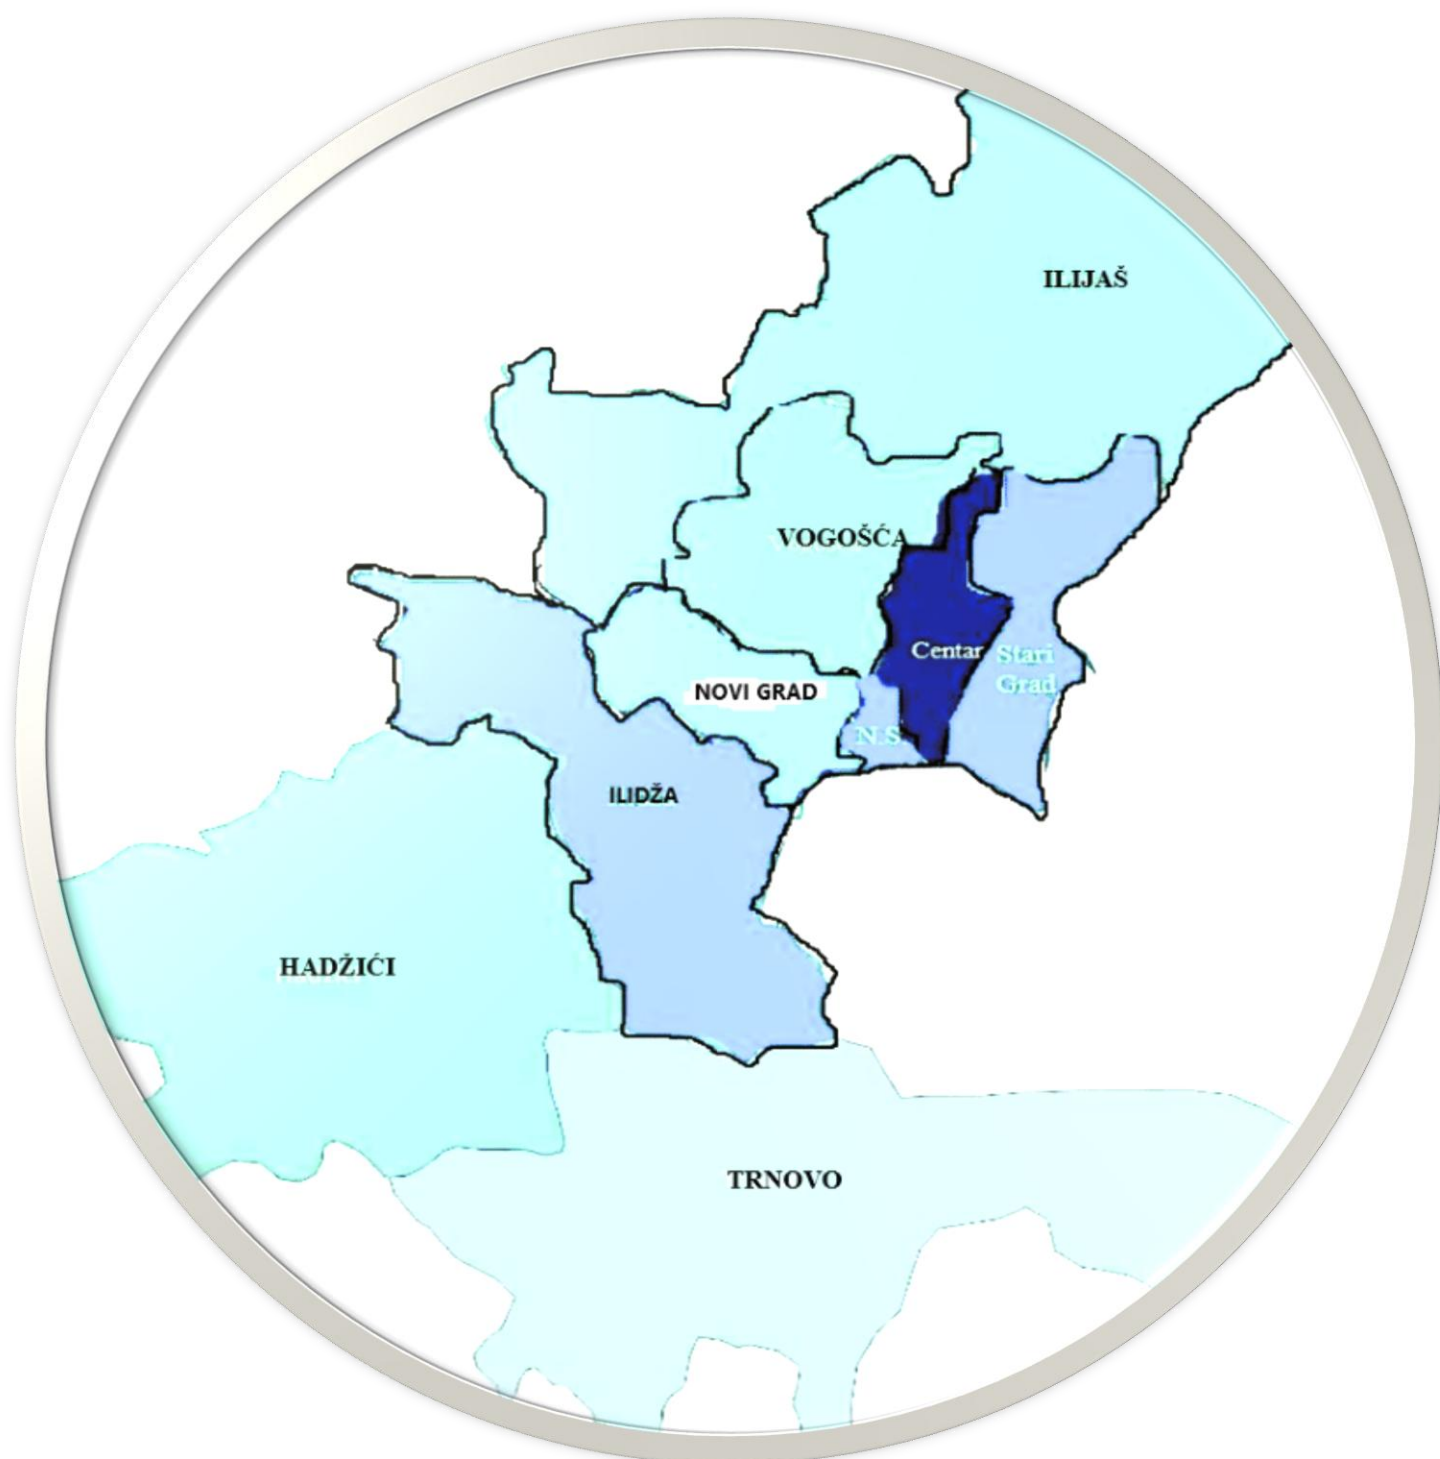 ILIJAŠ
VOGOŠĆA
Centar
Stari
Grad
NOVI GRAD
N.S.
ILIDŽA
HADŽIĆI
TRNOVO